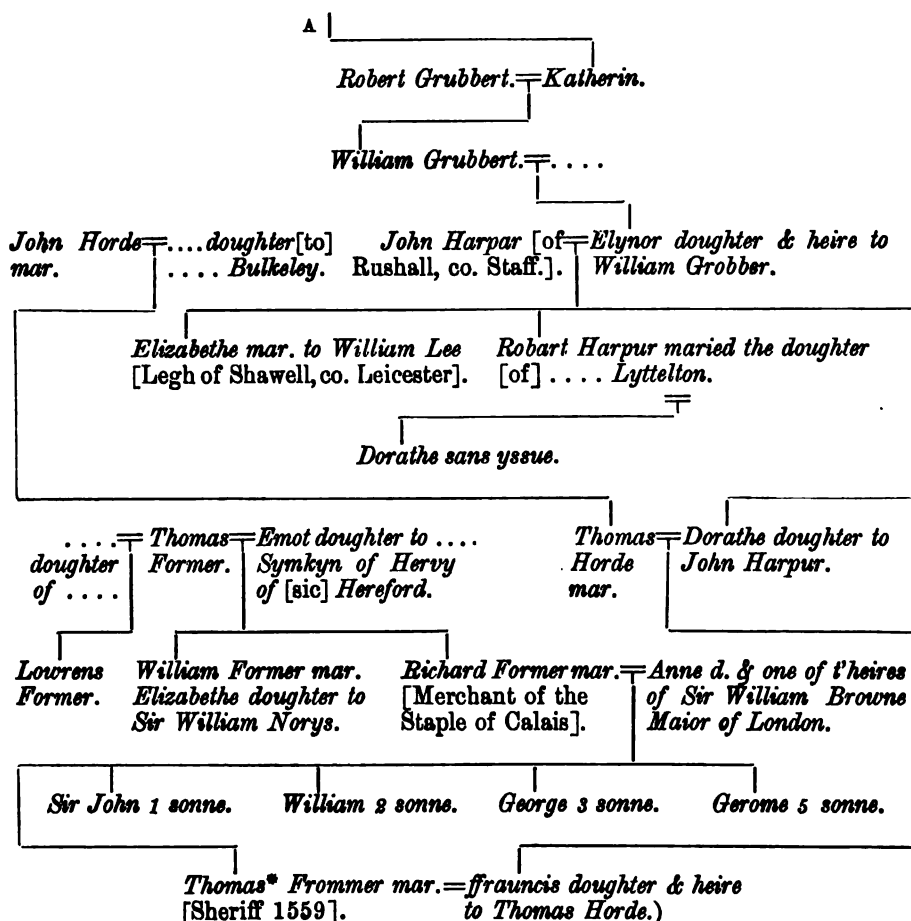 A
Robert Grubbert. = Katherin.
William Grubbert. = . . . .
John Horde = . . . . doughter [to]
mar. . . . . Bulkeley.
John Harpar [of = Elynor doughter & heire to
Rushall, co. Staff.]. William Grobber.
Elizabethe mar. to William Lee
[Legh of Shawell, co. Leicester].
Robart Harpur maried the doughter
[of] . . . . Lyttelton.
=
Dorathe sans yssue.
. . . . = Thomas = Emot doughter to . . . .
doughter Former. Symkyn of Hervy
of . . . . of [sic] Hereford.
Thomas = Dorathe doughter to
Horde John Harpur.
mar.
Lowrens
Former.
William Former mar.
Elizabethe doughter to
Sir William Norys.
Richard Former mar. = Anne d. & one of t'heires
[Merchant of the of Sir William Browne
Staple of Calais]. Maior of London.
Sir John 1 sonne. William 2 sonne. George 3 sonne. Gerome 5 sonne.
Thomas* Frommer mar. = ffrauncis doughter & heire
[Sheriff 1559]. to Thomas Horde.)